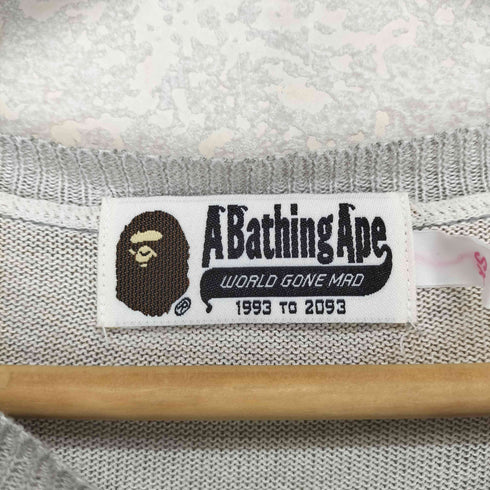 A Bathing Ape
WORLD GONE MAD
1993 TO 2093